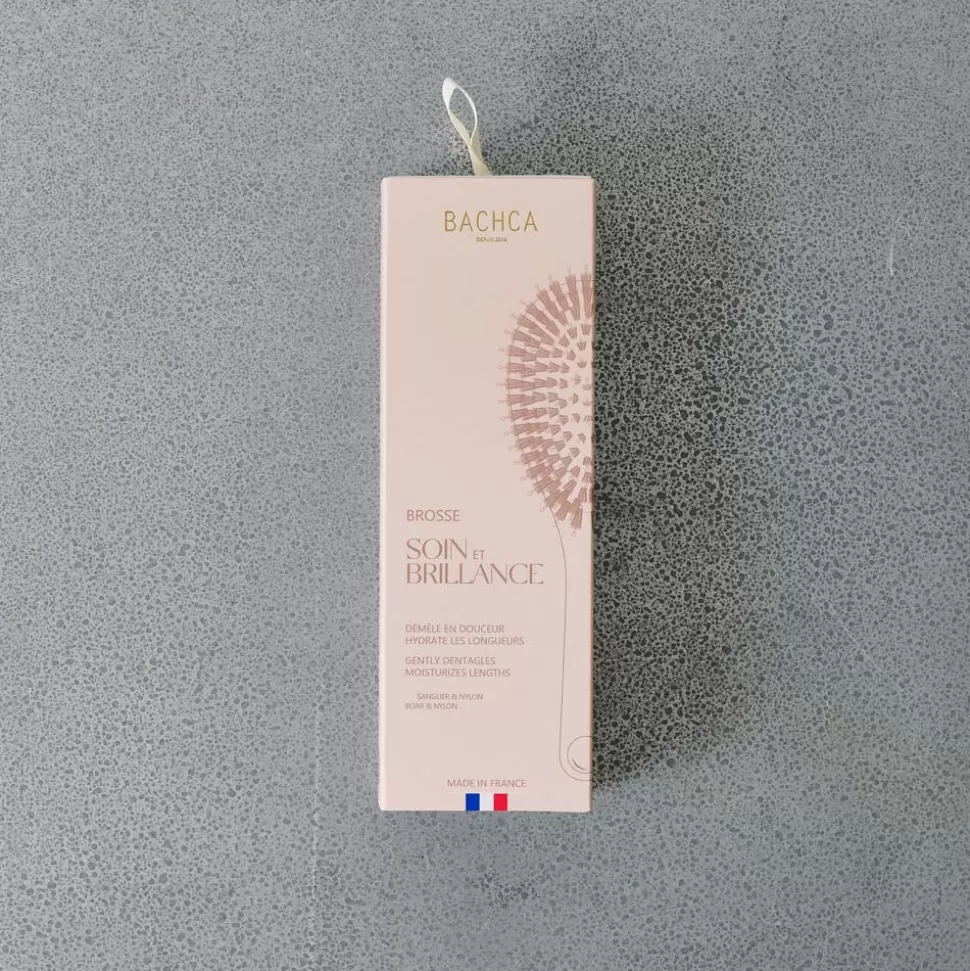 BACHCA
DEPUIS 2016
BROSSE
SOIN ET
BRILLANCE
DÉMÊLE EN DOUCEUR
HYDRATE LES LONGUEURS
GENTLY DENTAGLES
MOISTURIZES LENGTHS
SANGLIER & NYLON
BOAR & NYLON
MADE IN FRANCE